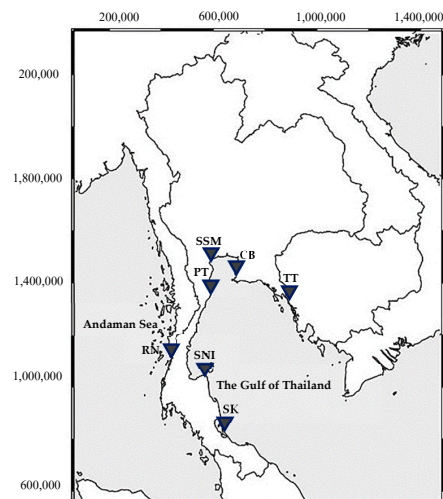 200,000 600,000 1,000,000 1,400,000
200,000
1,800,000
SSM
CB
PT
TT
1,400,000
Andaman Sea
RN
SNI
1,000,000
The Gulf of Thailand
SK
600,000